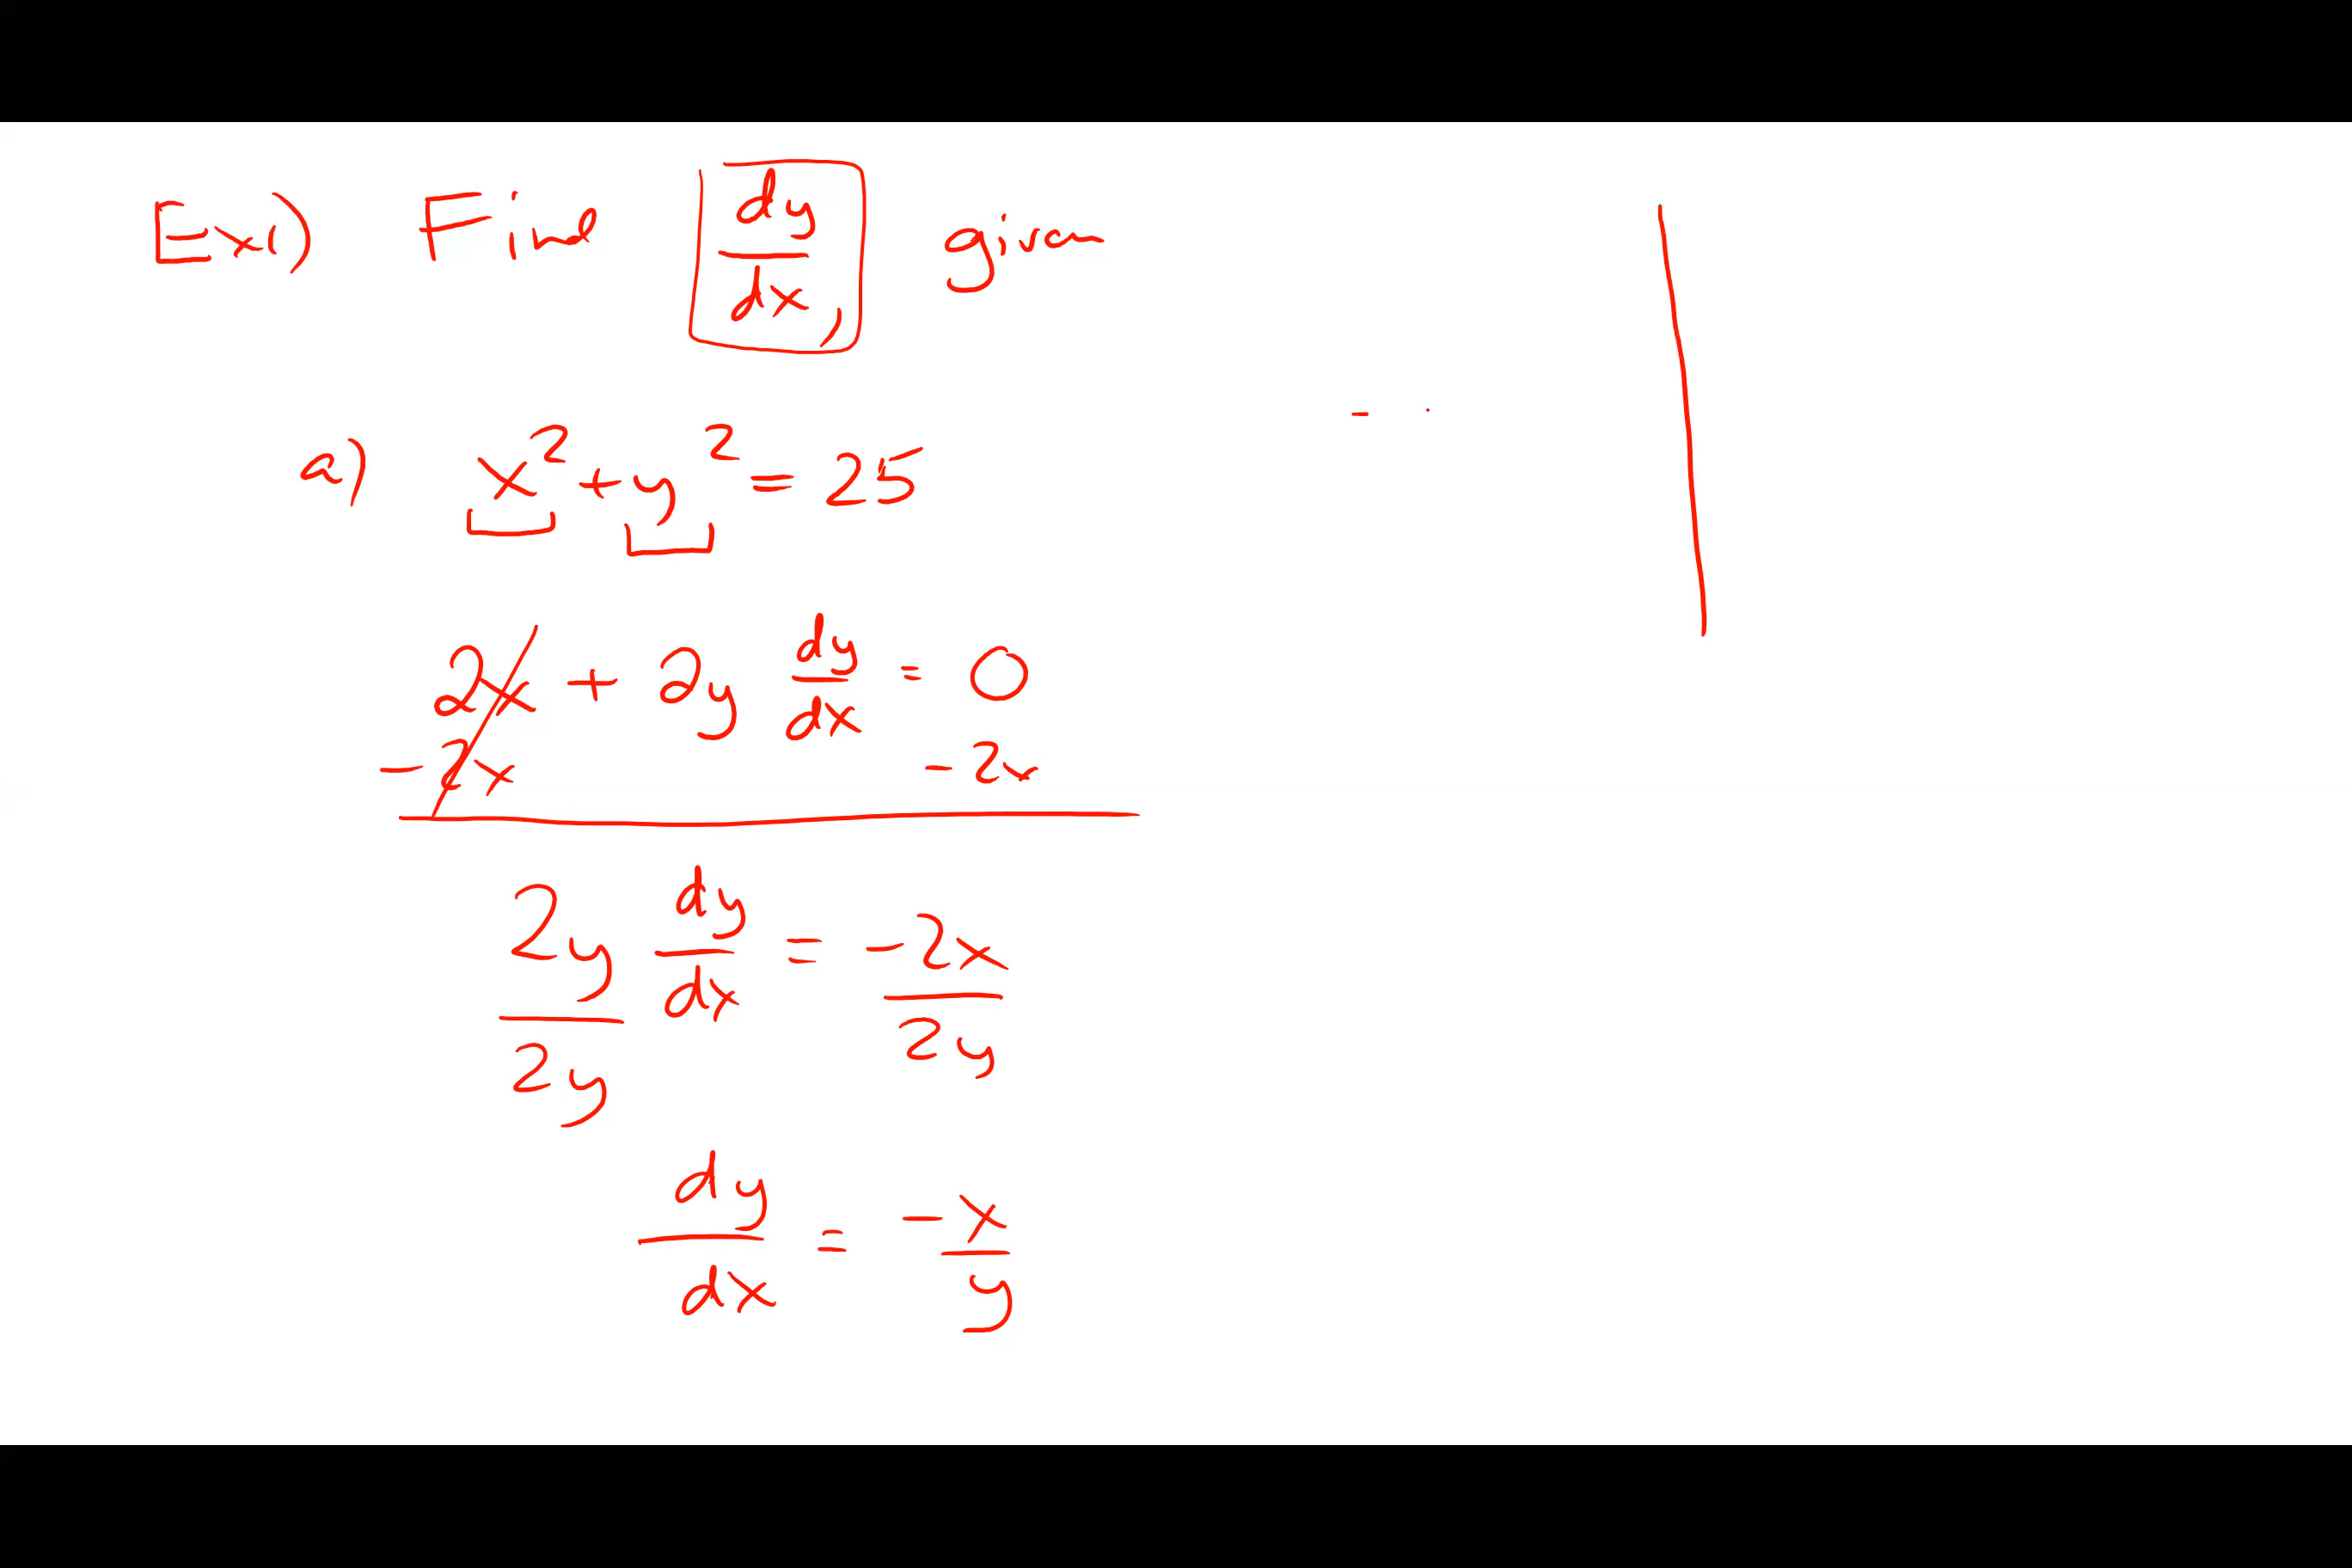 Ex) Find dy/dx, given
a) x² + y² = 25
2x + 2y dy/dx = 0
- 2x - 2x
2y dy/dx = -2x
2y 2y
dy/dx = -x/y